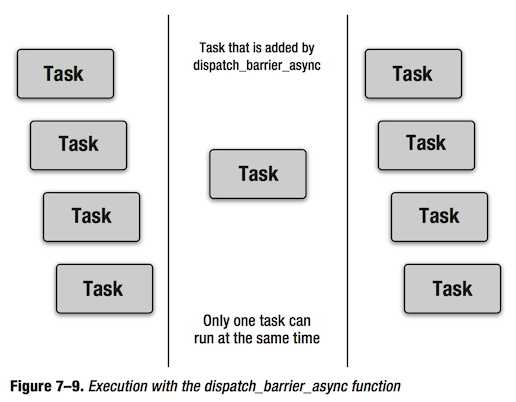 Task
Task
Task
Task
Task that is added by
dispatch_barrier_async
Task
Only one task can
run at the same time
Task
Task
Task
Task
Figure 7–9. Execution with the dispatch_barrier_async function